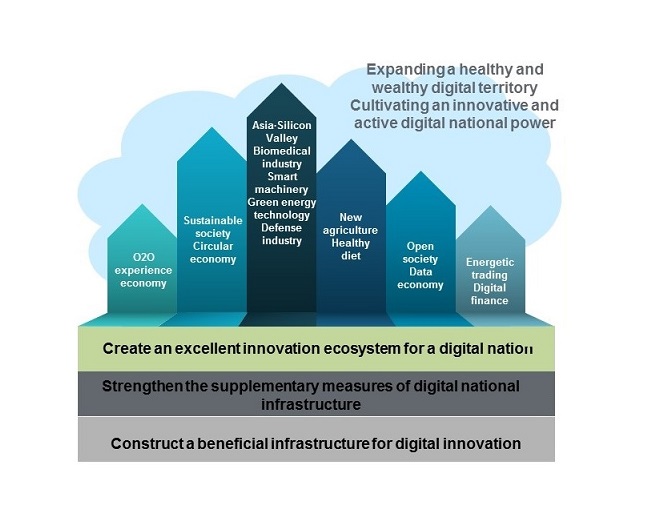 Expanding a healthy and
wealthy digital territory
Cultivating an innovative and
active digital national power
O2O
experience
economy
Sustainable
society
Circular
economy
Asia-Silicon
Valley
Biomedical
industry
Smart
machinery
Green energy
technology
Defense
industry
New
agriculture
Healthy
diet
Open
society
Data
economy
Energetic
trading
Digital
finance
Create an excellent innovation ecosystem for a digital nation
Strengthen the supplementary measures of digital national
infrastructure
Construct a beneficial infrastructure for digital innovation